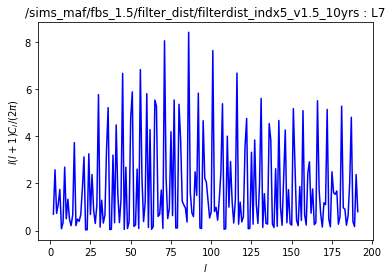 /sims_maf/fbs_1.5/filter_dist/filterdist_indx5_v1.5_10yrs : L7
l(l + 1)C_l/(2π)
8
6
4
2
0
0 25 50 75 100 125 150 175 200
l